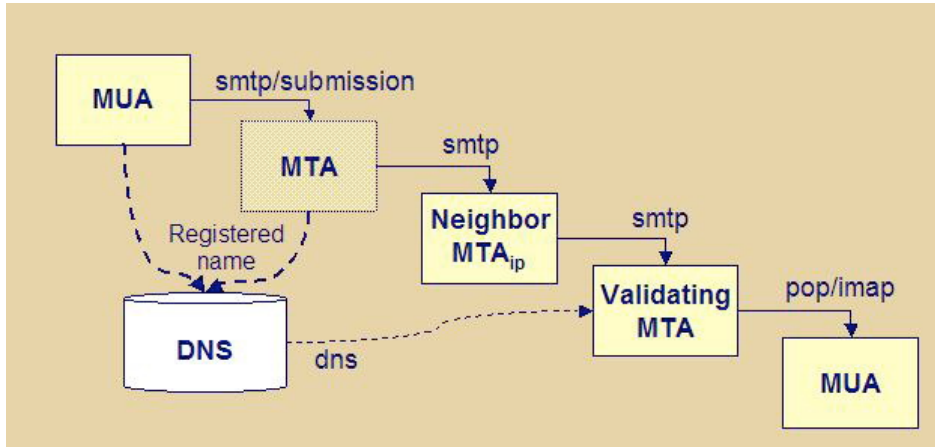 MUA
smtp/submission
MTA
smtp
Neighbor
MTAip
smtp
Registered
name
Validating
MTA
pop/imap
DNS
dns
MUA